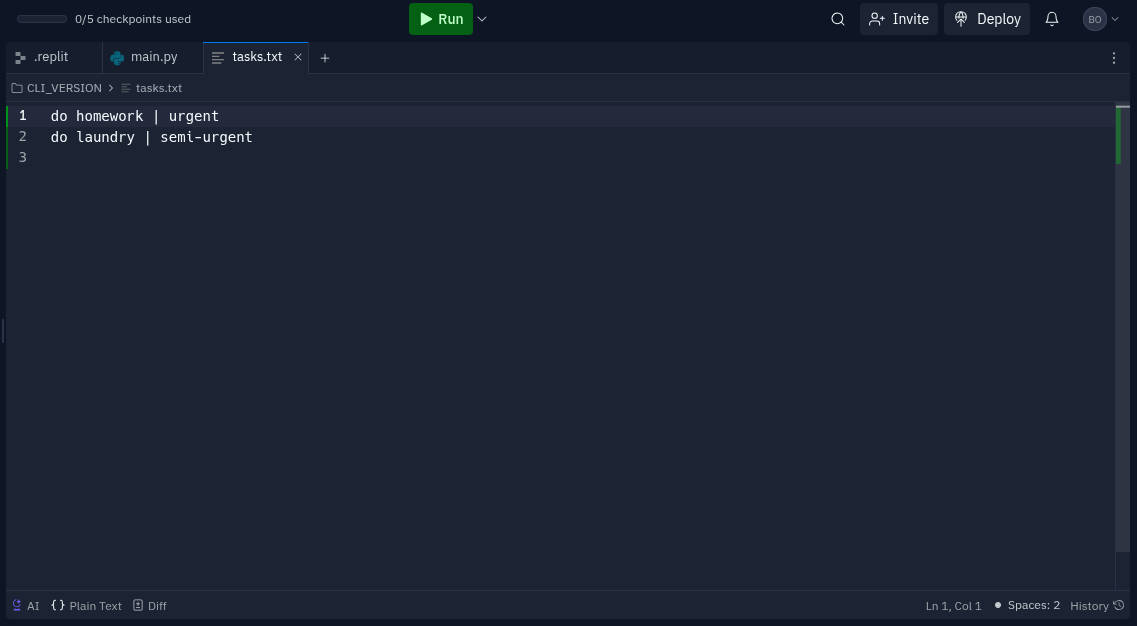 0/5 checkpoints used Run Invite Deploy BO
.replit main.py tasks.txt
CLI_VERSION > tasks.txt
1 do homework | urgent
2 do laundry | semi-urgent
3
AI {} Plain Text Diff Ln 1, Col 1 Spaces: 2 History